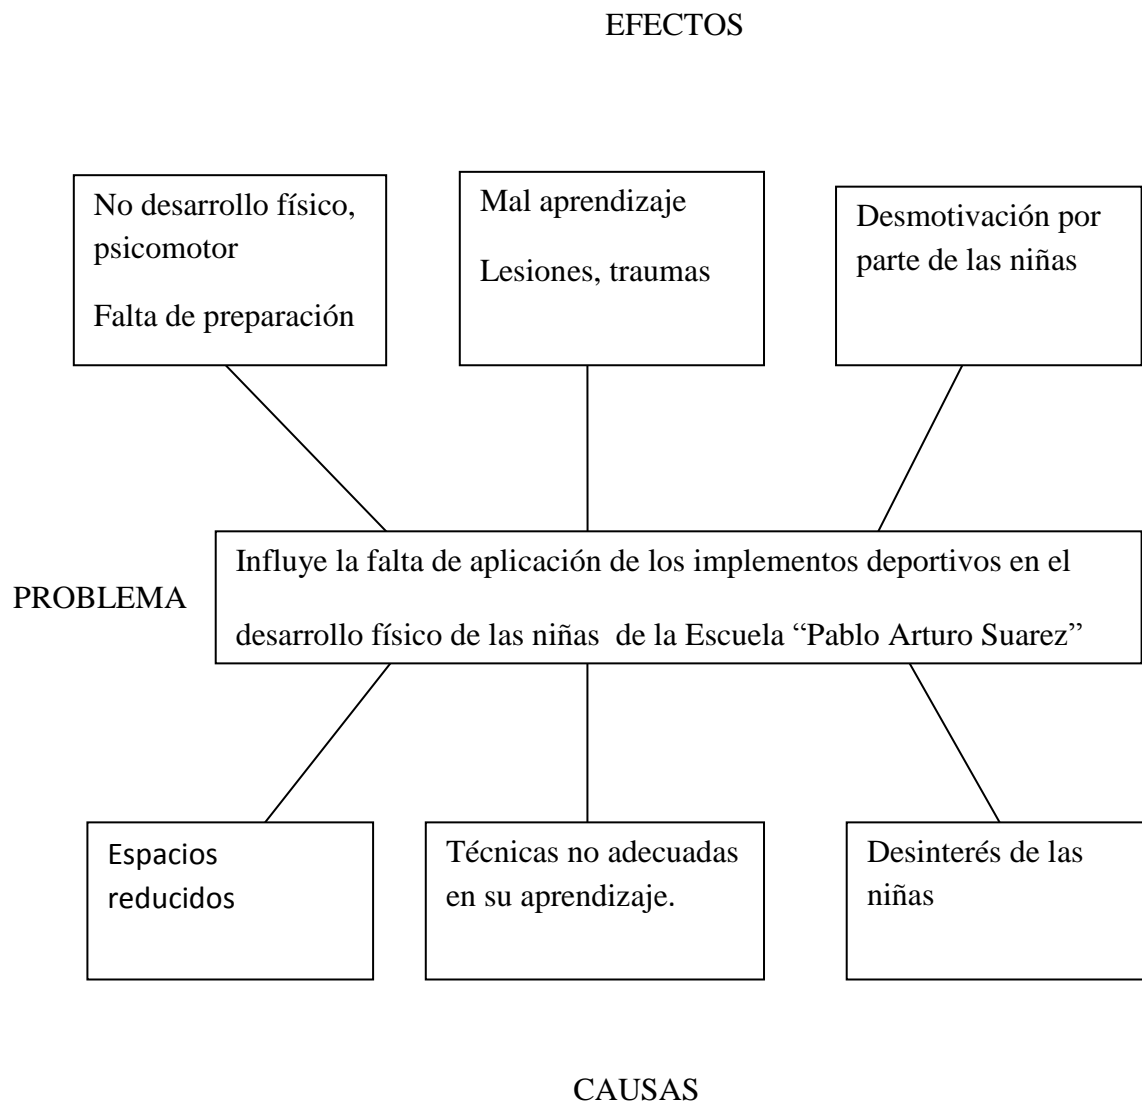 EFECTOS
No desarrollo físico,
psicomotor
Falta de preparación
Mal aprendizaje
Lesiones, traumas
Desmotivación por
parte de las niñas
PROBLEMA
Influye la falta de aplicación de los implementos deportivos en el
desarrollo físico de las niñas  de la Escuela “Pablo Arturo Suarez”
Espacios
reducidos
Técnicas no adecuadas
en su aprendizaje.
Desinterés de las
niñas
CAUSAS